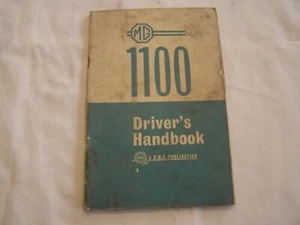 MG
1100
Driver's
Handbook
A B.M.C. PUBLICATION